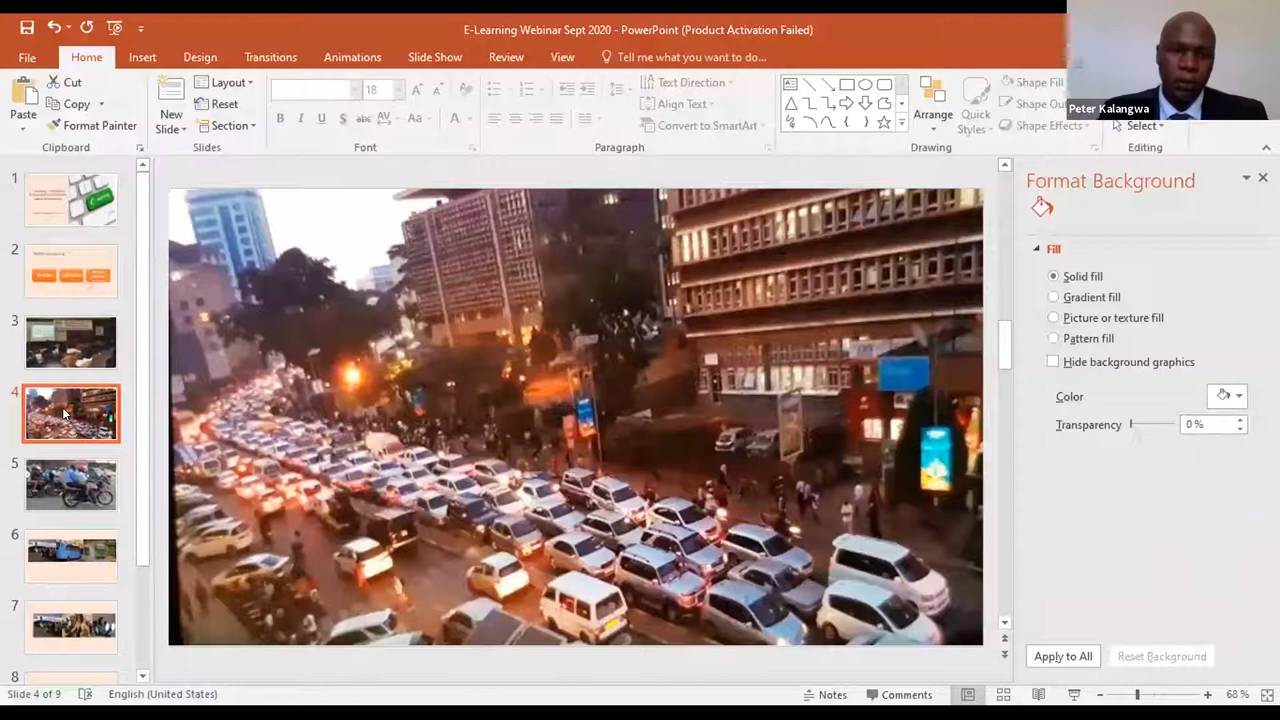 E-Learning Webinar Sept 2020 - PowerPoint (Product Activation Failed)
File Home Insert Design Transitions Animations Slide Show Review View Tell me what you want to do...
Peter Kalangwa
Paste
Cut
Copy
Format Painter
Clipboard
New
Slide
Layout
Reset
Section
Slides
18
Font
Text Direction
Align Text
Convert to SmartArt
Paragraph
Arrange
Quick
Styles
Shape Fill
Shape Effects
Drawing
Select
Editing
1
2
3
4
5
6
7
8
Format Background
Fill
Solid fill
Gradient fill
Picture or texture fill
Pattern fill
Hide background graphics
Color
Transparency 0 %
Apply to All Reset Background
Slide 4 of 9 English (United States) Notes Comments 68 %